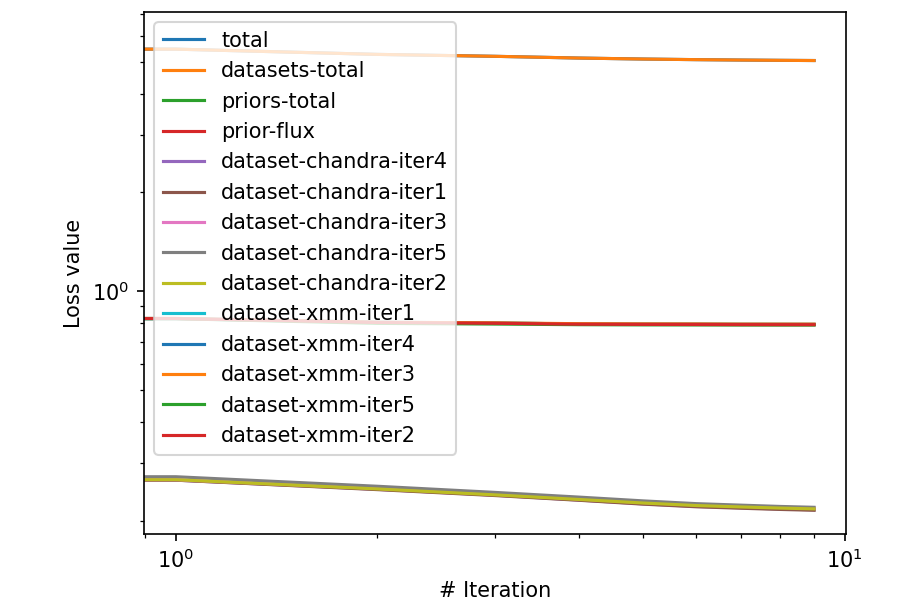 total
datasets-total
priors-total
prior-flux
dataset-chandra-iter4
dataset-chandra-iter1
dataset-chandra-iter3
dataset-chandra-iter5
dataset-chandra-iter2
dataset-xmm-iter1
dataset-xmm-iter4
dataset-xmm-iter3
dataset-xmm-iter5
dataset-xmm-iter2
Loss value
10⁰
10⁰
10¹
# Iteration